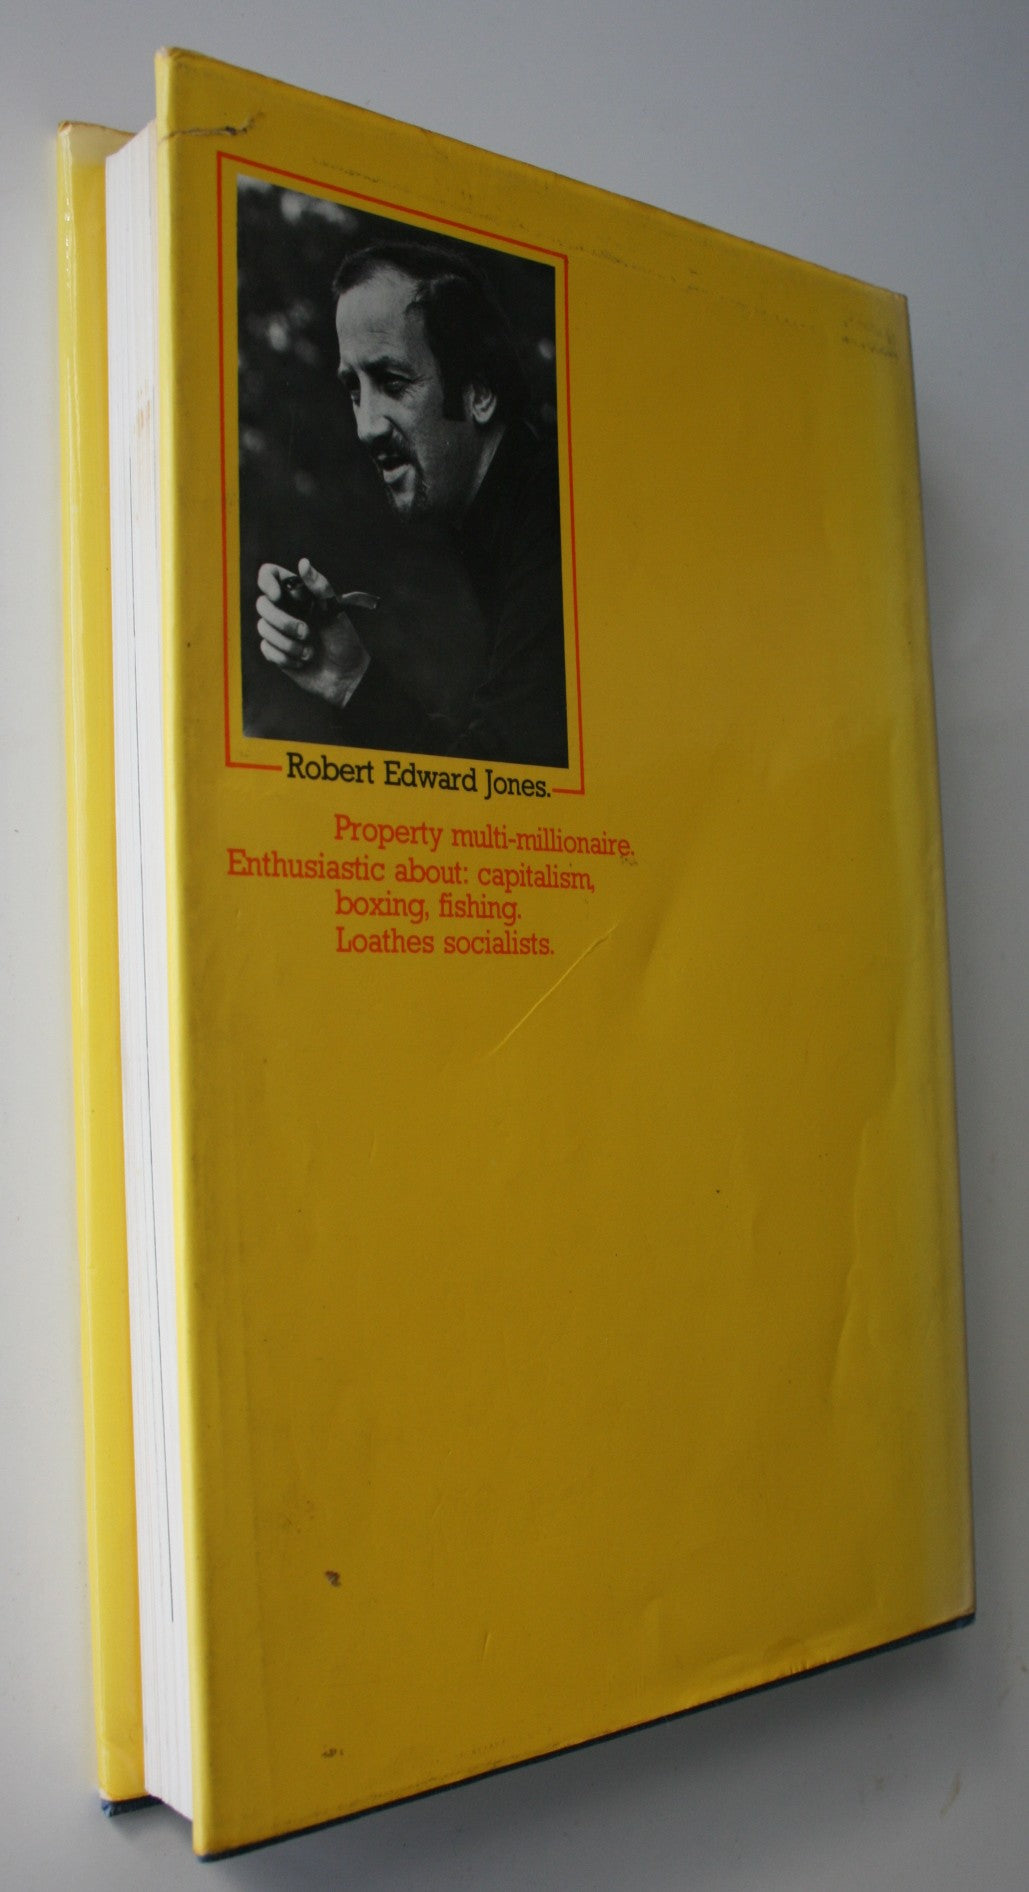 Robert Edward Jones.
Property multi-millionaire.
Enthusiastic about: capitalism,
boxing, fishing.
Loathes socialists.